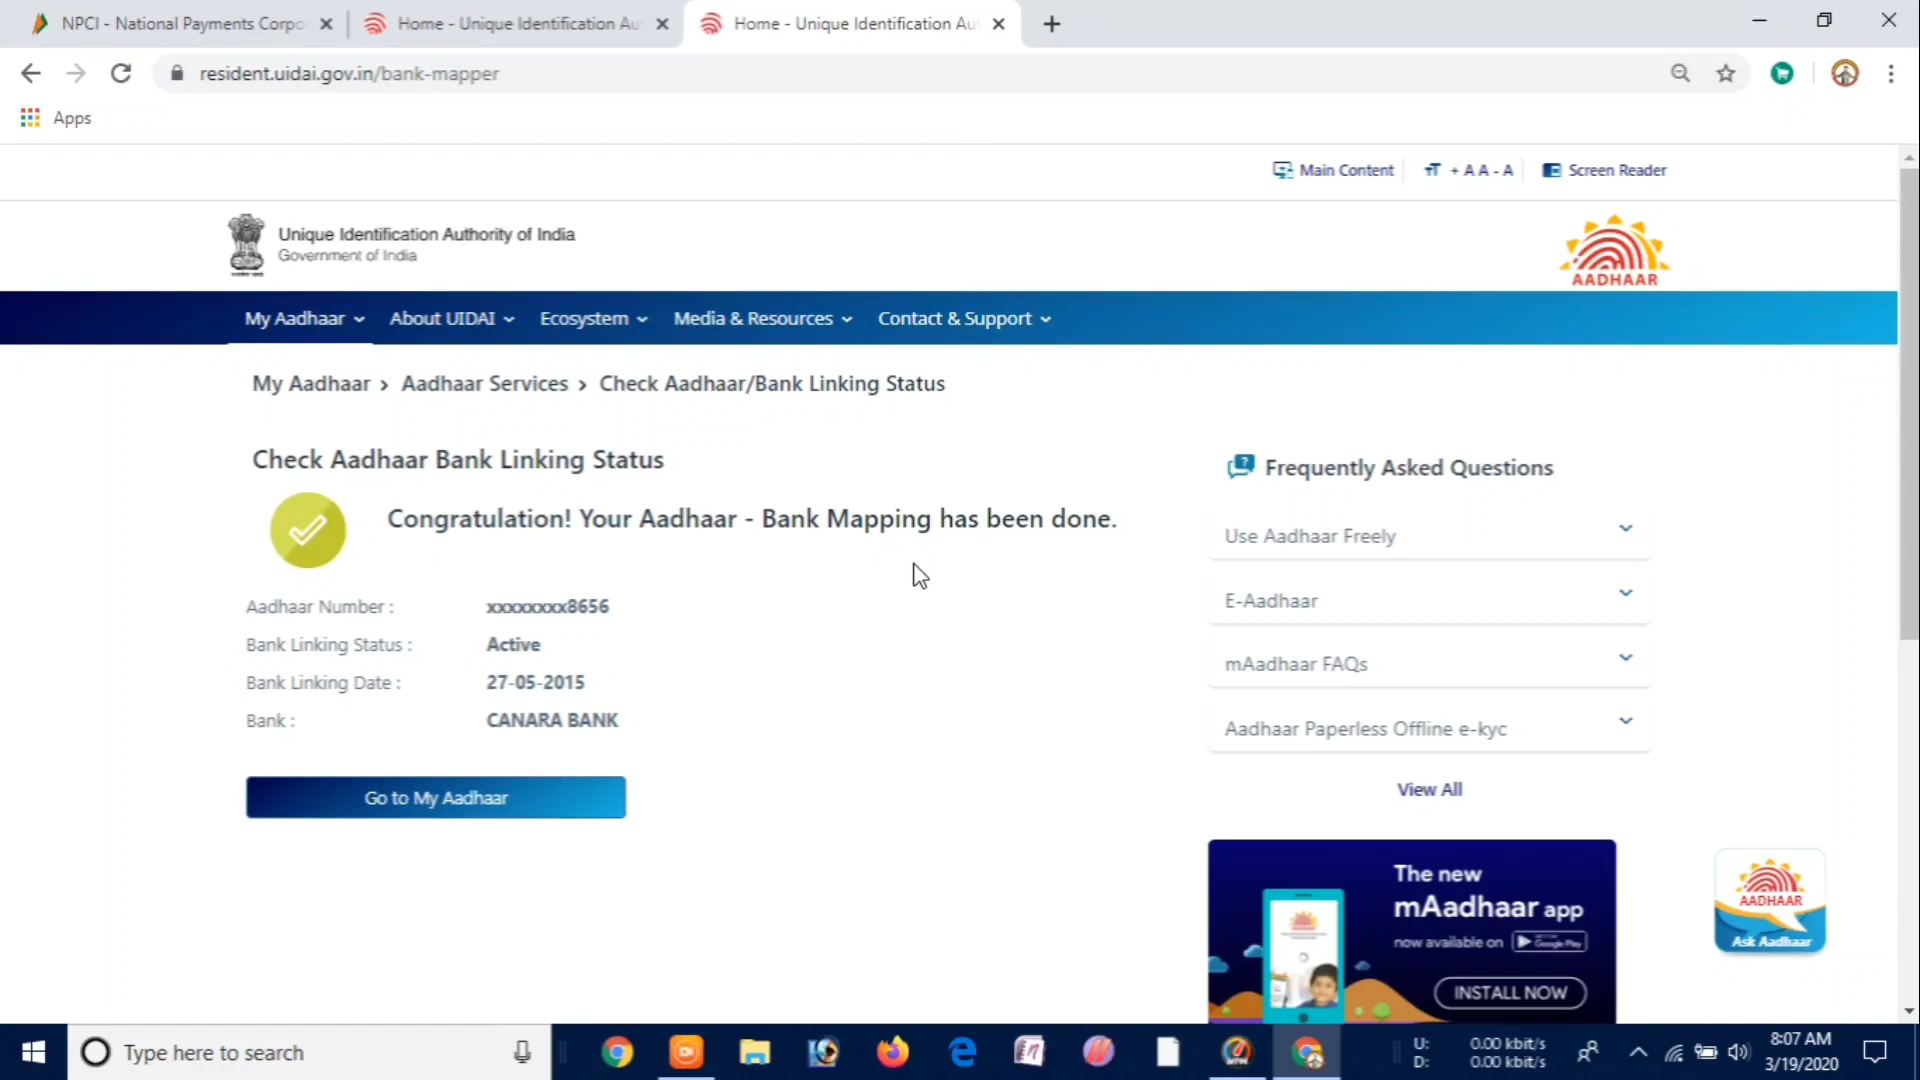 NPCI - National Payments Corpo
Home - Unique Identification Au
Home - Unique Identification Au
resident.uidai.gov.in/bank-mapper
Apps
Main Content
+ A A - A
Screen Reader
Unique Identification Authority of India
Government of India
AADHAAR
My Aadhaar
About UIDAI
Ecosystem
Media & Resources
Contact & Support
My Aadhaar › Aadhaar Services › Check Aadhaar/Bank Linking Status
Check Aadhaar Bank Linking Status
Congratulation! Your Aadhaar - Bank Mapping has been done.
Aadhaar Number : xxxxxxxx8656
Bank Linking Status : Active
Bank Linking Date : 27-05-2015
Bank : CANARA BANK
Go to My Aadhaar
Frequently Asked Questions
Use Aadhaar Freely
E-Aadhaar
mAadhaar FAQs
Aadhaar Paperless Offline e-kyc
View All
The new
mAadhaar app
now available on Google Play
INSTALL NOW
AADHAAR
Ask Aadhaar
Type here to search
U: 0.00 kbit/s
D: 0.00 kbit/s
8:07 AM
3/19/2020